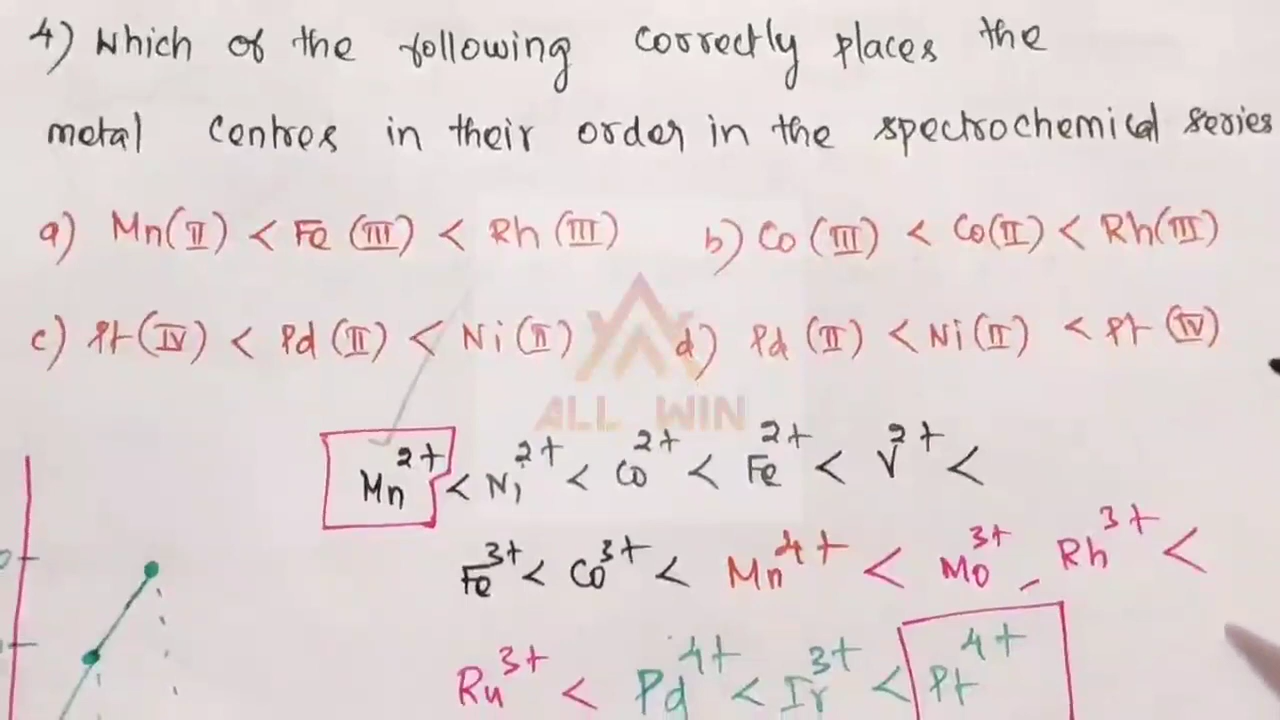 4) Which of the following correctly places the
metal centres in their order in the spectrochemical series
a) Mn(II) < Fe (III) < Rh (III) b) Co (III) < Co(II) < Rh(III)
c) Pt(IV) < Pd (II) < Ni(II) d) Pd (II) < Ni(II) < Pt (IV)
ALL WIN
Mn²⁺ < Ni²⁺ < Co²⁺ < Fe²⁺ < V²⁺ <
Fe³⁺ < Co³⁺ < Mn⁴⁺ < Mo³⁺ - Rh³⁺ <
Ru³⁺ < Pd⁴⁺ < Ir³⁺ < Pt⁴⁺